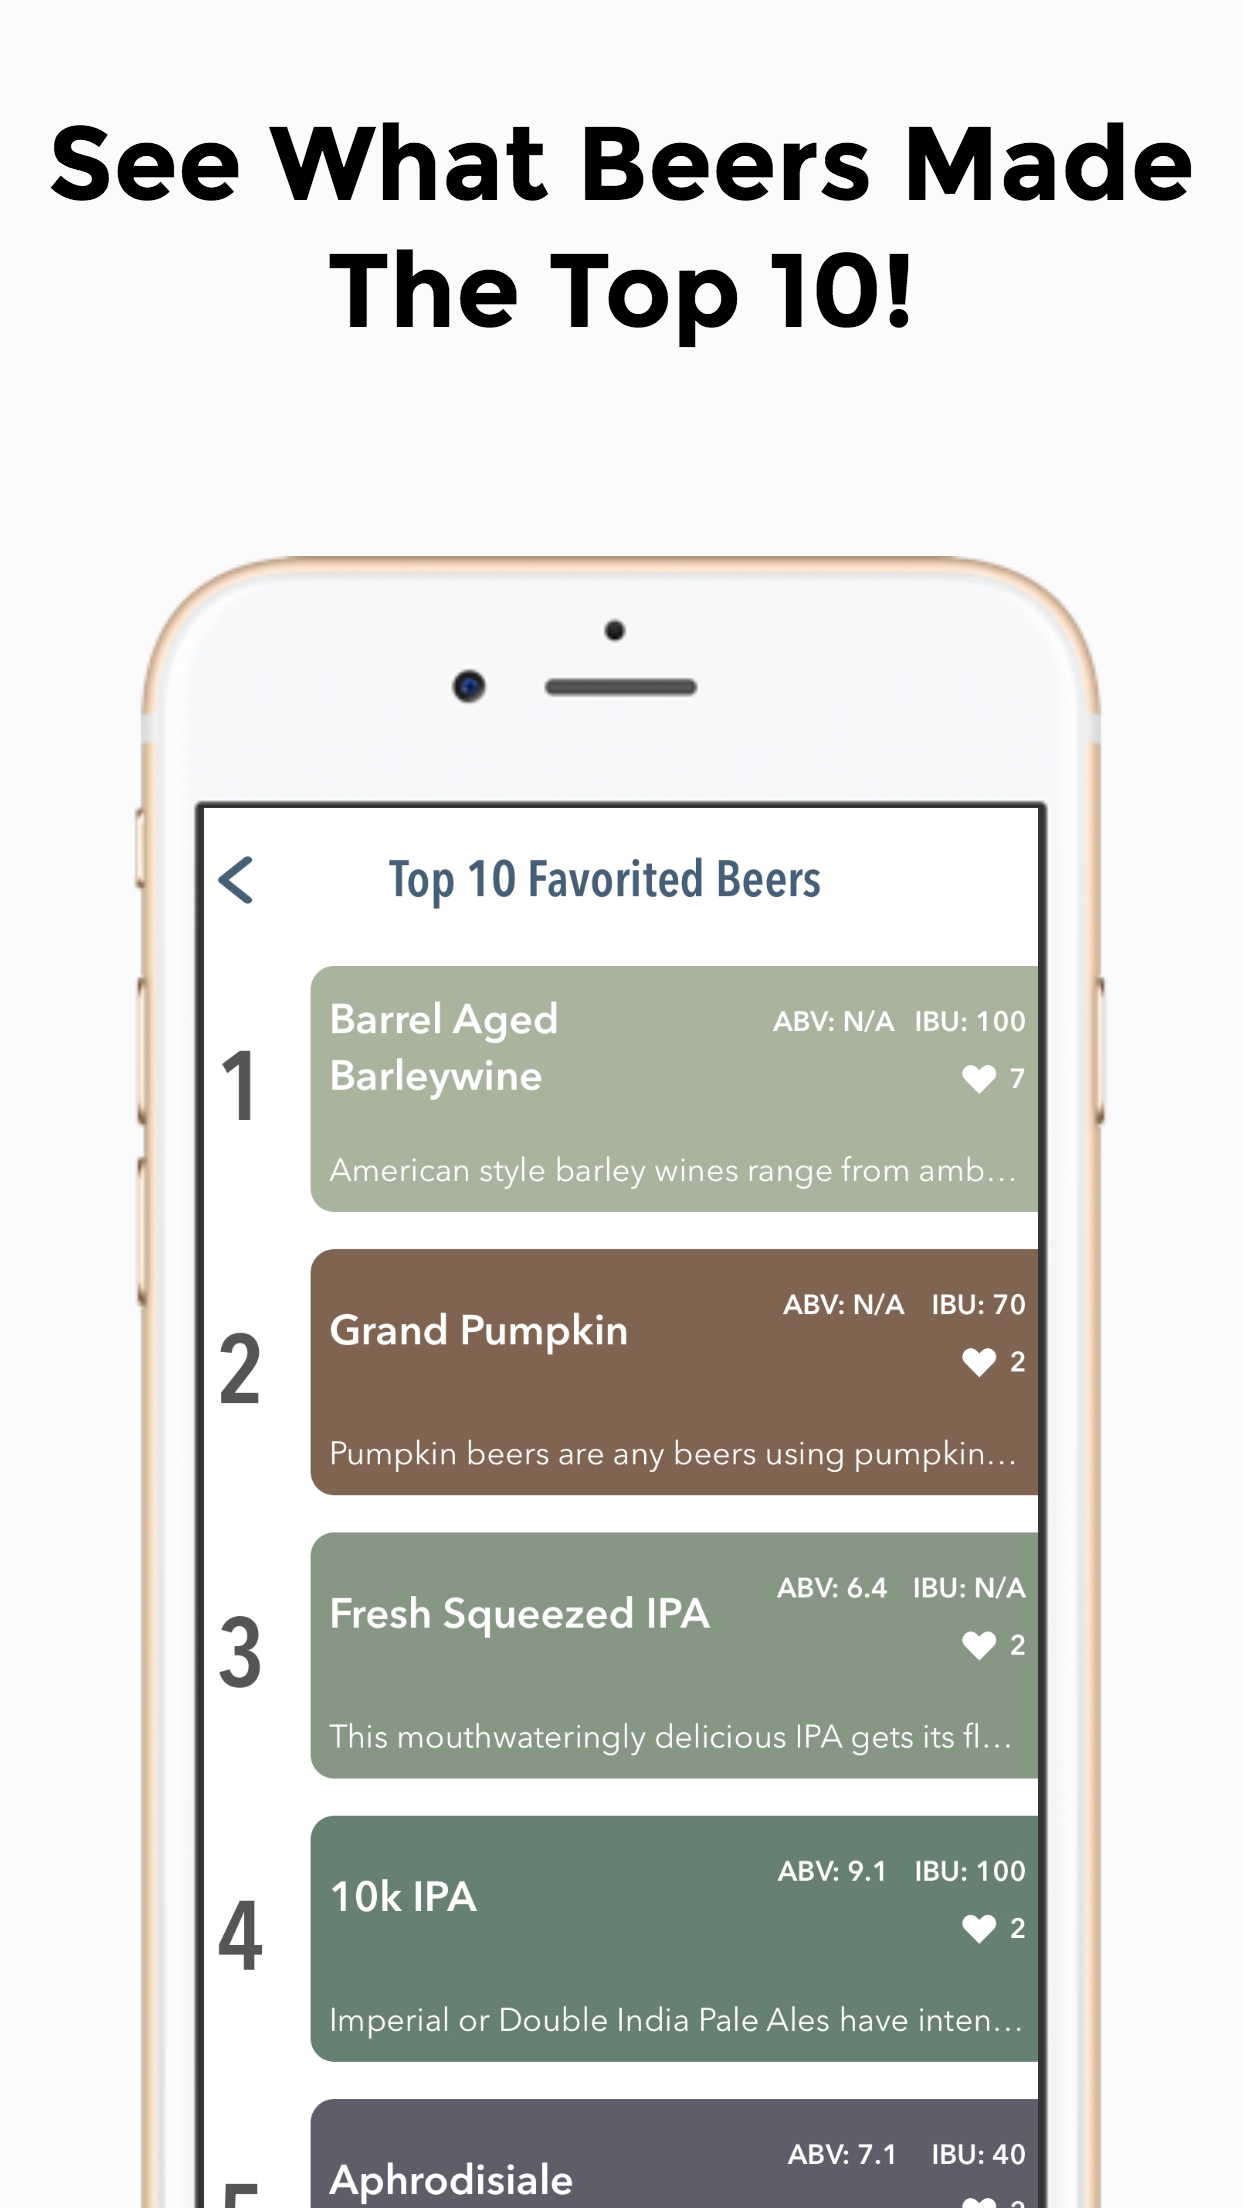 See What Beers Made
The Top 10!
Top 10 Favorited Beers
1
Barrel Aged
Barleywine
ABV: N/A IBU: 100
7
American style barley wines range from amb...
2
Grand Pumpkin
ABV: N/A IBU: 70
2
Pumpkin beers are any beers using pumpkin...
3
Fresh Squeezed IPA
ABV: 6.4 IBU: N/A
2
This mouthwateringly delicious IPA gets its fl...
4
10k IPA
ABV: 9.1 IBU: 100
2
Imperial or Double India Pale Ales have inten...
5
Aphrodisiale
ABV: 7.1 IBU: 40